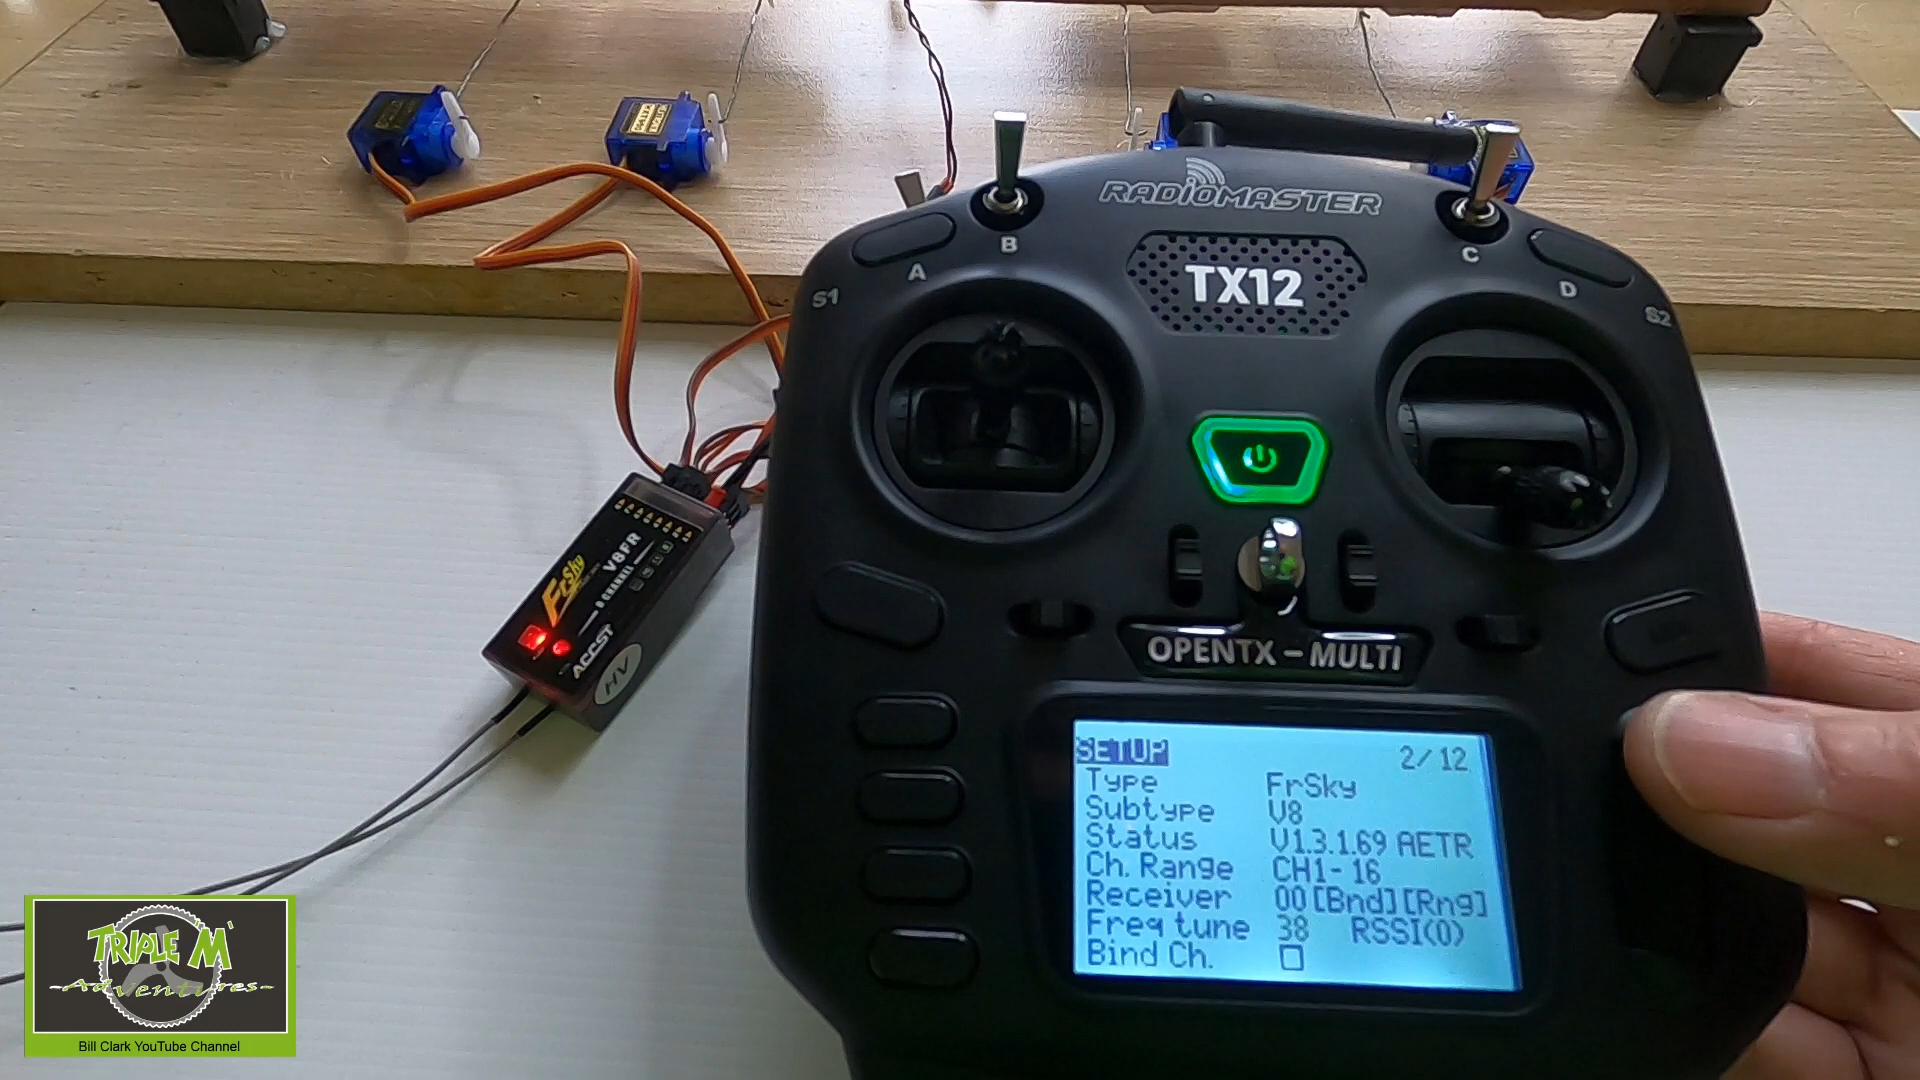 RADIOMASTER
B
C
A
D
S1
S2
TX12
OPENTX - MULTI
SETUP 2/12
Type FrSky
Subtype V8
Status V1.3.1.69 AETR
Ch. Range CH1-16
Receiver 00 [Bnd][Rng]
Freq tune 38 RSSI(0)
Bind Ch.
FrSky
V8FR
8 CHANNEL
ACCST
HV
TRIPLE M
-Adventures-
Bill Clark YouTube Channel